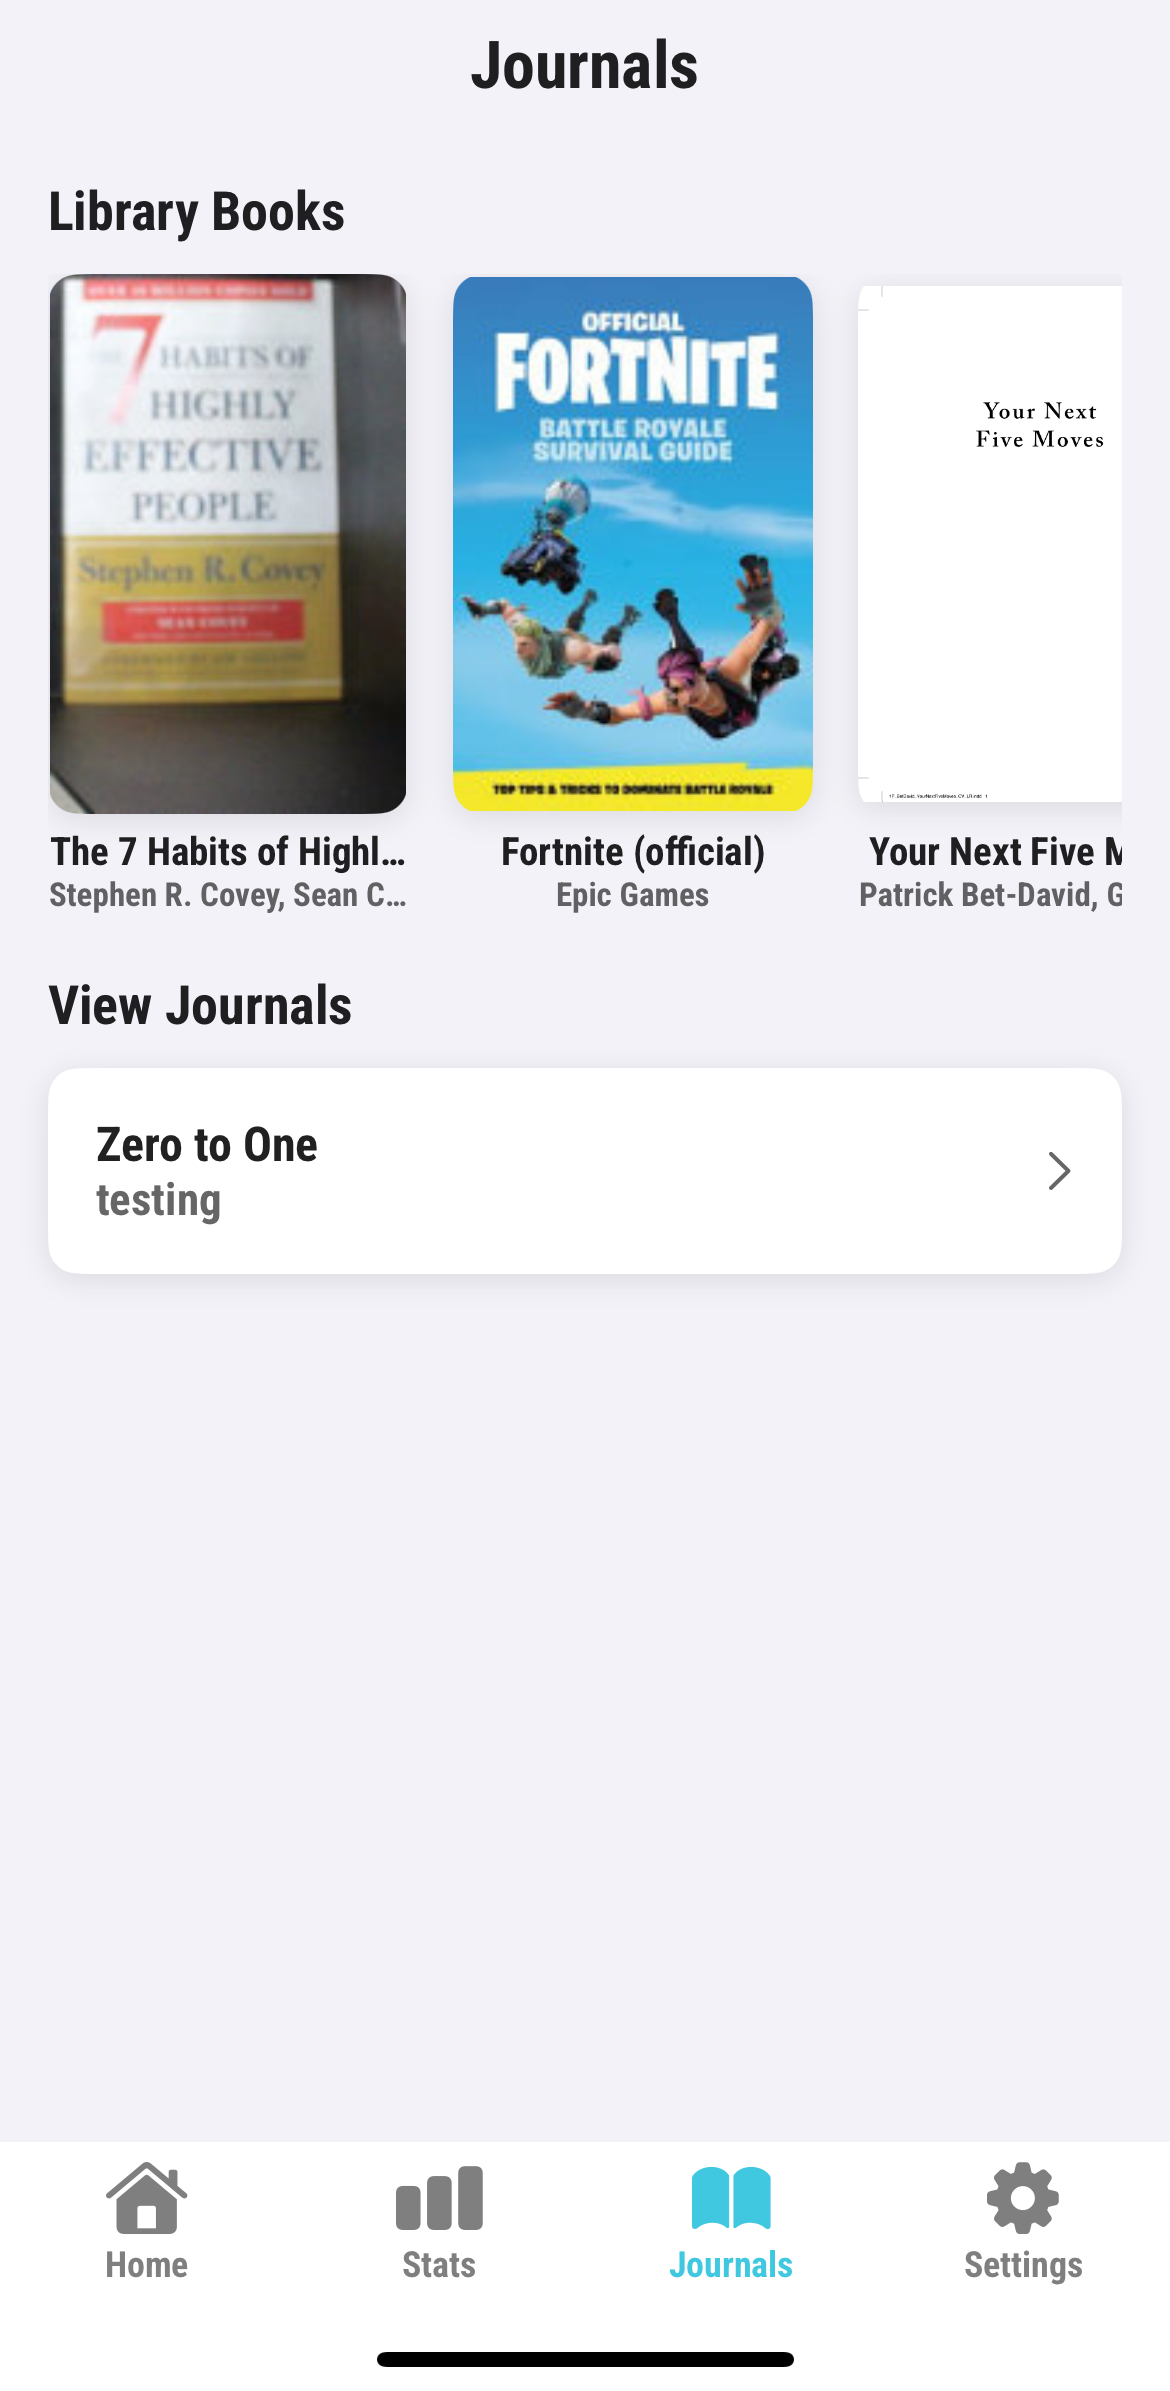 Journals
Library Books
7 HABITS OF
HIGHLY
EFFECTIVE
PEOPLE
Stephen R. Covey
SEAN COVEY
OFFICIAL
FORTNITE
BATTLE ROYALE
SURVIVAL GUIDE
TOP TIPS & TRICKS TO DOMINATE BATTLE ROYALE
Your Next
Five Moves
The 7 Habits of Highl...
Stephen R. Covey, Sean C...
Fortnite (official)
Epic Games
Your Next Five M
Patrick Bet-David, G
View Journals
Zero to One
testing
Home
Stats
Journals
Settings